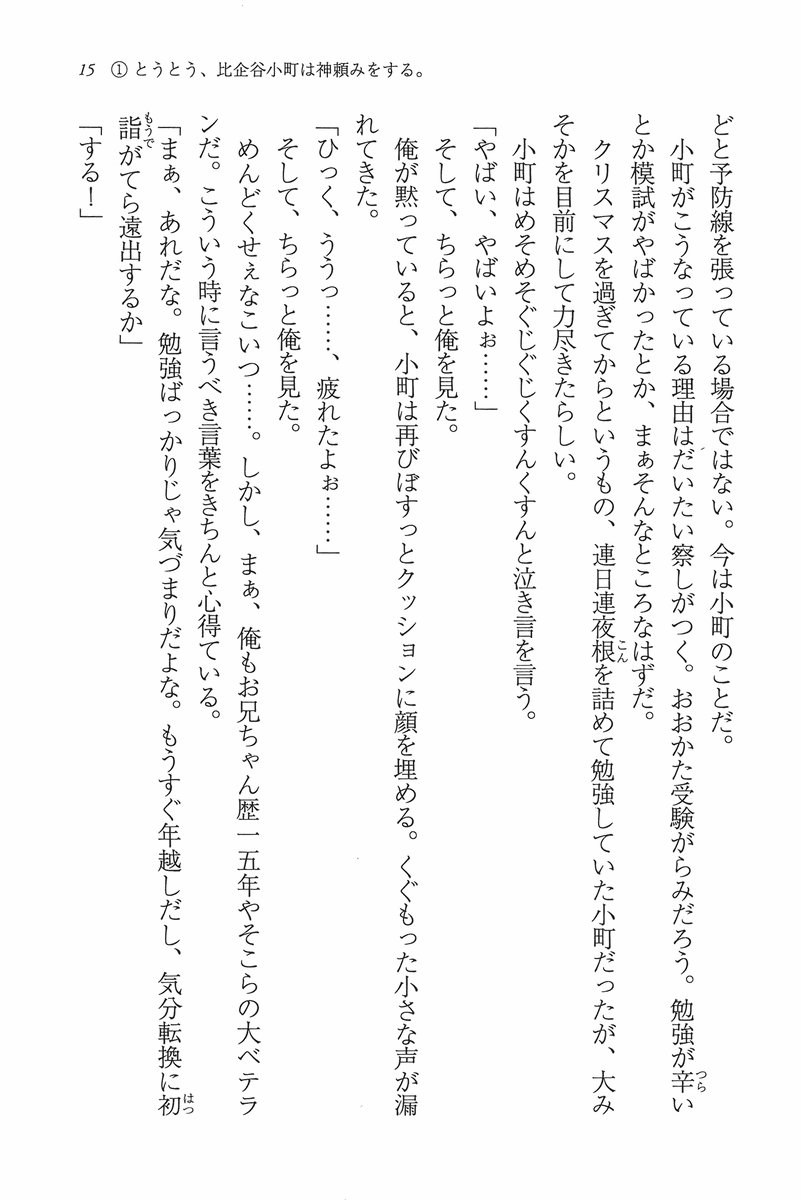 15 ① とうとう、比企谷小町は神頼みをする。
どと予防線を張っている場合ではない。今は小町のことだ。
小町がこうなっている理由はだいたい察しがつく。おおかた受験がらみだろう。勉強が辛い
つら
とか模試がやばかったとか、まぁそんなところなはずだ。
クリスマスを過ぎてからというもの、連日連夜根を詰めて勉強していた小町だったが、大み
こん
そかを目前にして力尽きたらしい。
小町はめそめそぐじぐじくすんくすんと泣き言を言う。
「やばい、やばいよぉ……」
そして、ちらっと俺を見た。
俺が黙っていると、小町は再びぽすっとクッションに顔を埋める。くぐもった小さな声が漏
れてきた。
「ひっく、ううっ……、疲れたよぉ……」
そして、ちらっと俺を見た。
めんどくせぇなこいつ……。しかし、まぁ、俺もお兄ちゃん歴一五年やそこらの大ベテラ
ンだ。こういう時に言うべき言葉をきちんと心得ている。
「まぁ、あれだな。勉強ばっかりじゃ気づまりだよな。もうすぐ年越しだし、気分転換に初
はつ
詣がてら遠出するか」
もうで
「する！」